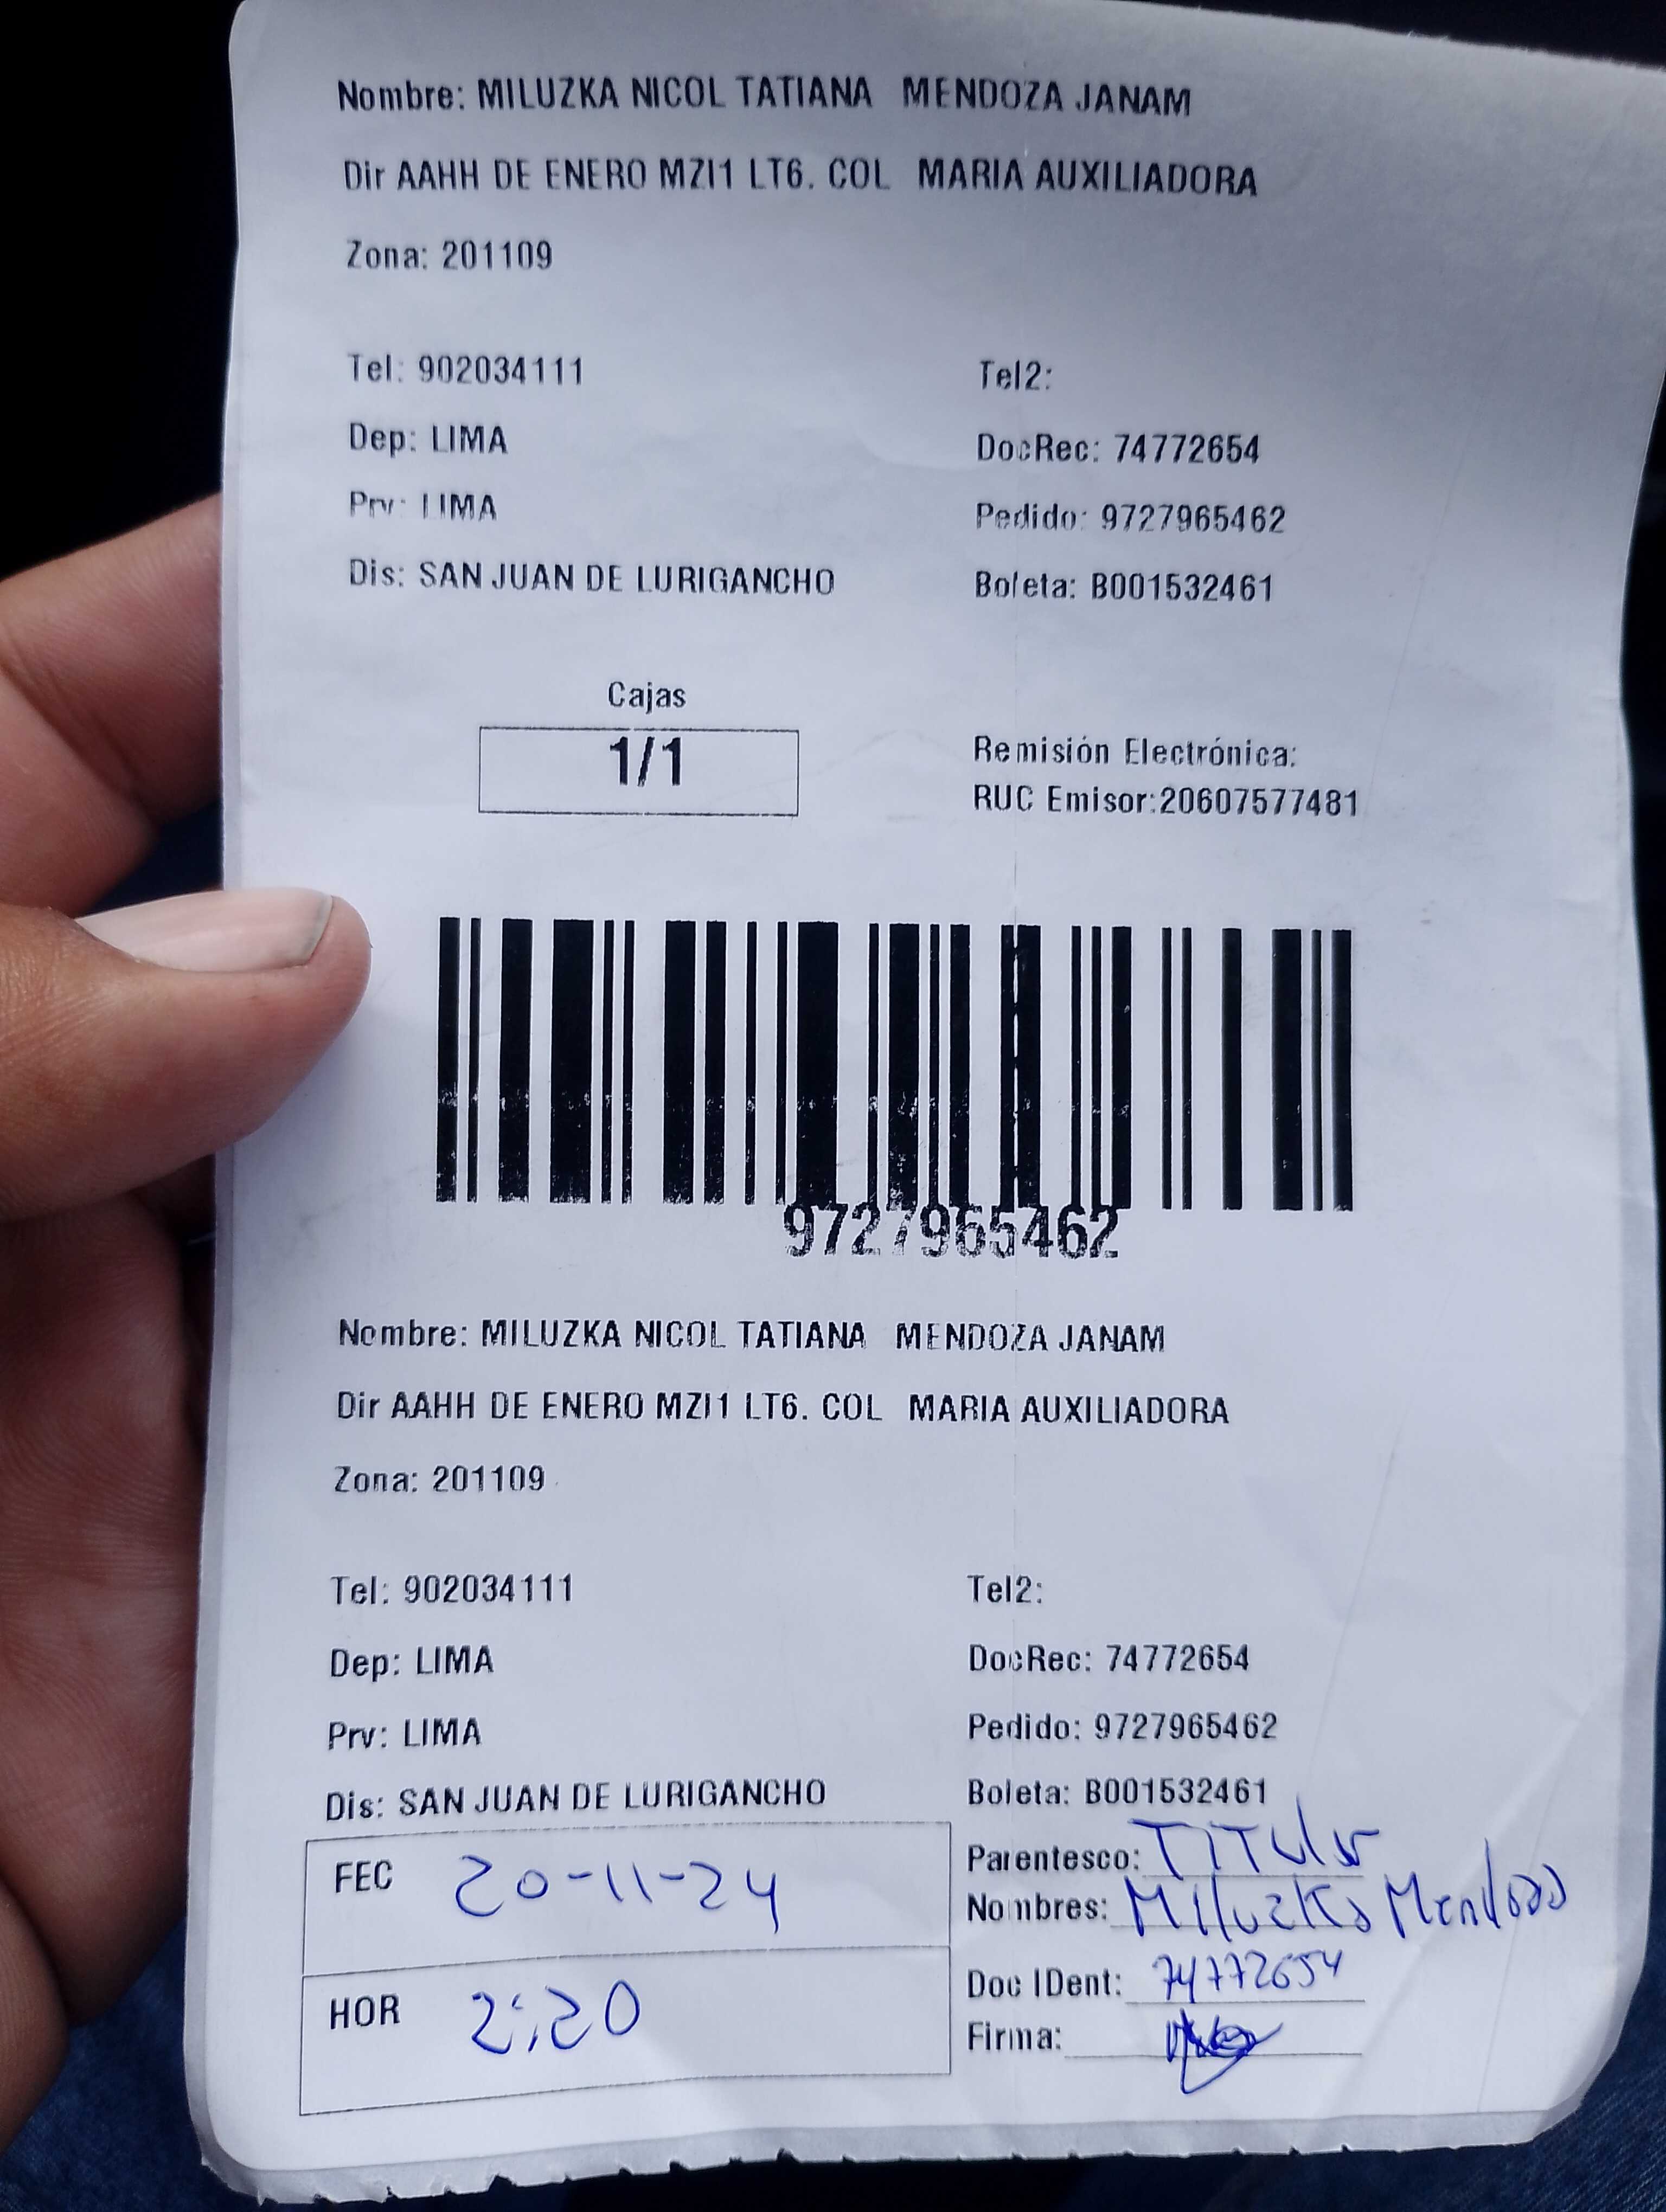 Nombre: MILUZKA NICOL TATIANA MENDOZA JANAM
Dir AAHH DE ENERO MZI1 LT6. COL MARIA AUXILIADORA
Zona: 201109
Tel: 902034111 Tel2:
Dep: LIMA DocRec: 74772654
Prv: LIMA Pedido: 9727965462
Dis: SAN JUAN DE LURIGANCHO Boleta: B001532461
Cajas
1/1
Remisión Electrónica:
RUC Emisor:20607577481
9727965462
Nombre: MILUZKA NICOL TATIANA MENDOZA JANAM
Dir AAHH DE ENERO MZI1 LT6. COL MARIA AUXILIADORA
Zona: 201109
Tel: 902034111 Tel2:
Dep: LIMA DocRec: 74772654
Prv: LIMA Pedido: 9727965462
Dis: SAN JUAN DE LURIGANCHO Boleta: B001532461
FEC 20-11-24
HOR 2:20
Parentesco: TITULAR
Nombres: Miluzka Mendoza
Doc IDent: 74772654
Firma: